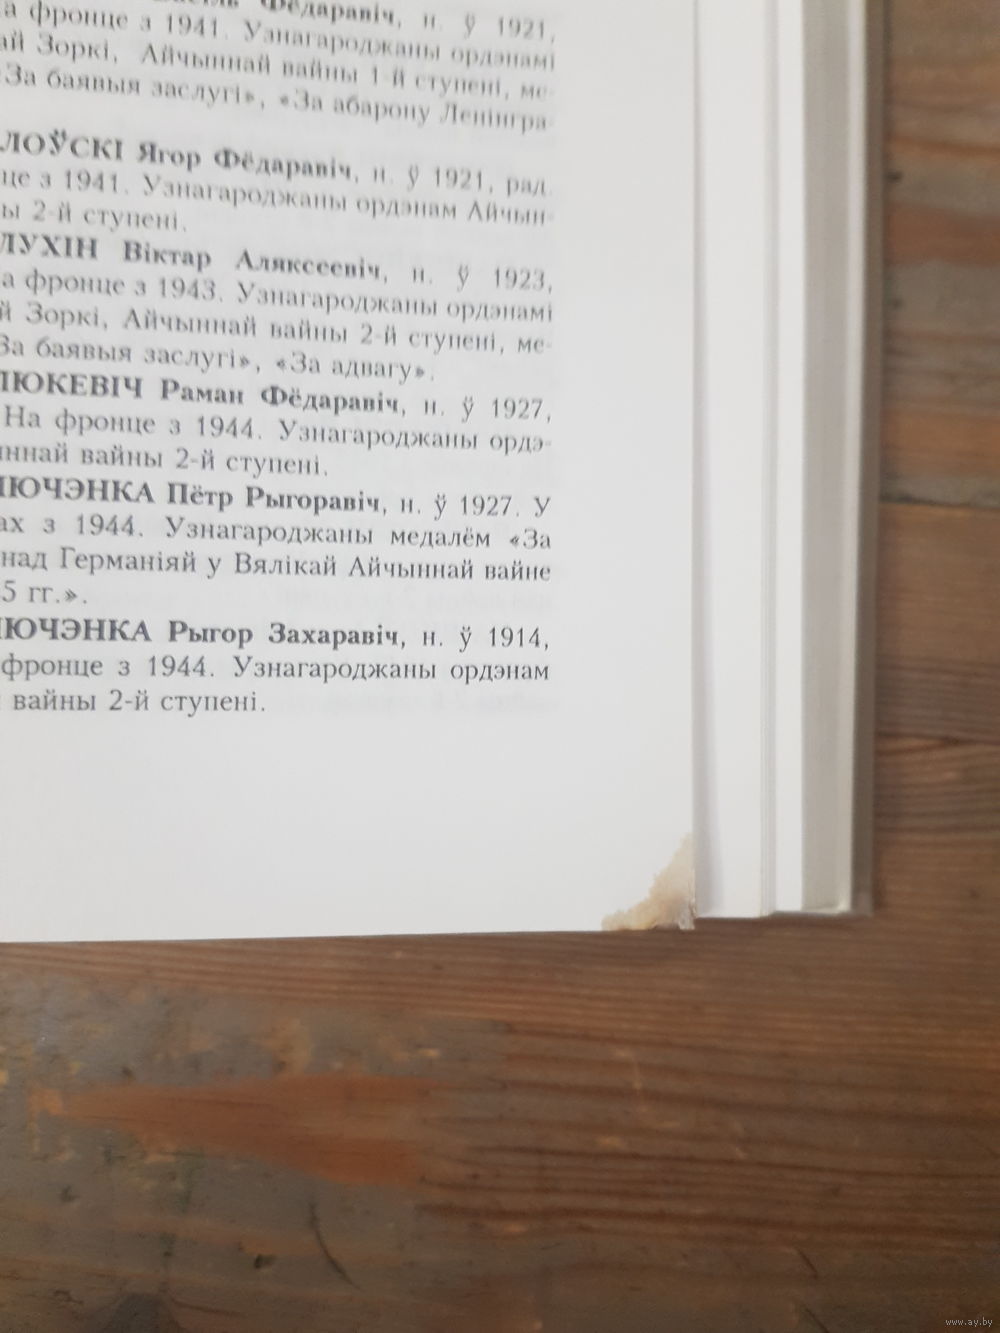 Фёдаравіч, н. ў 1921,
а фронце з 1941. Узнагароджаны ордэнамі
ай Зоркі, Айчыннай вайны 1-й ступені, ме-
«За баявыя заслугі», «За абарону Ленінгра-
ЛОЎСКІ Ягор Фёдаравіч, н. ў 1921, рад.
це з 1941. Узнагароджаны ордэнам Айчын-
ы 2-й ступені.
ЛУХІН Віктар Аляксеевіч, н. ў 1923,
а фронце з 1943. Узнагароджаны ордэнамі
й Зоркі, Айчыннай вайны 2-й ступені, ме-
За баявыя заслугі», «За адвагу».
ЛЮКЕВІЧ Раман Фёдаравіч, н. ў 1927,
На фронце з 1944. Узнагароджаны ордэ-
ннай вайны 2-й ступені.
ЛЮЧЭНКА Пётр Рыгоравіч, н. ў 1927. У
ах з 1944. Узнагароджаны медалём «За
над Германіяй у Вялікай Айчыннай вайне
5 гг.».
ЛЮЧЭНКА Рыгор Захаравіч, н. ў 1914,
фронце з 1944. Узнагароджаны ордэнам
вайны 2-й ступені.
www.ay.by